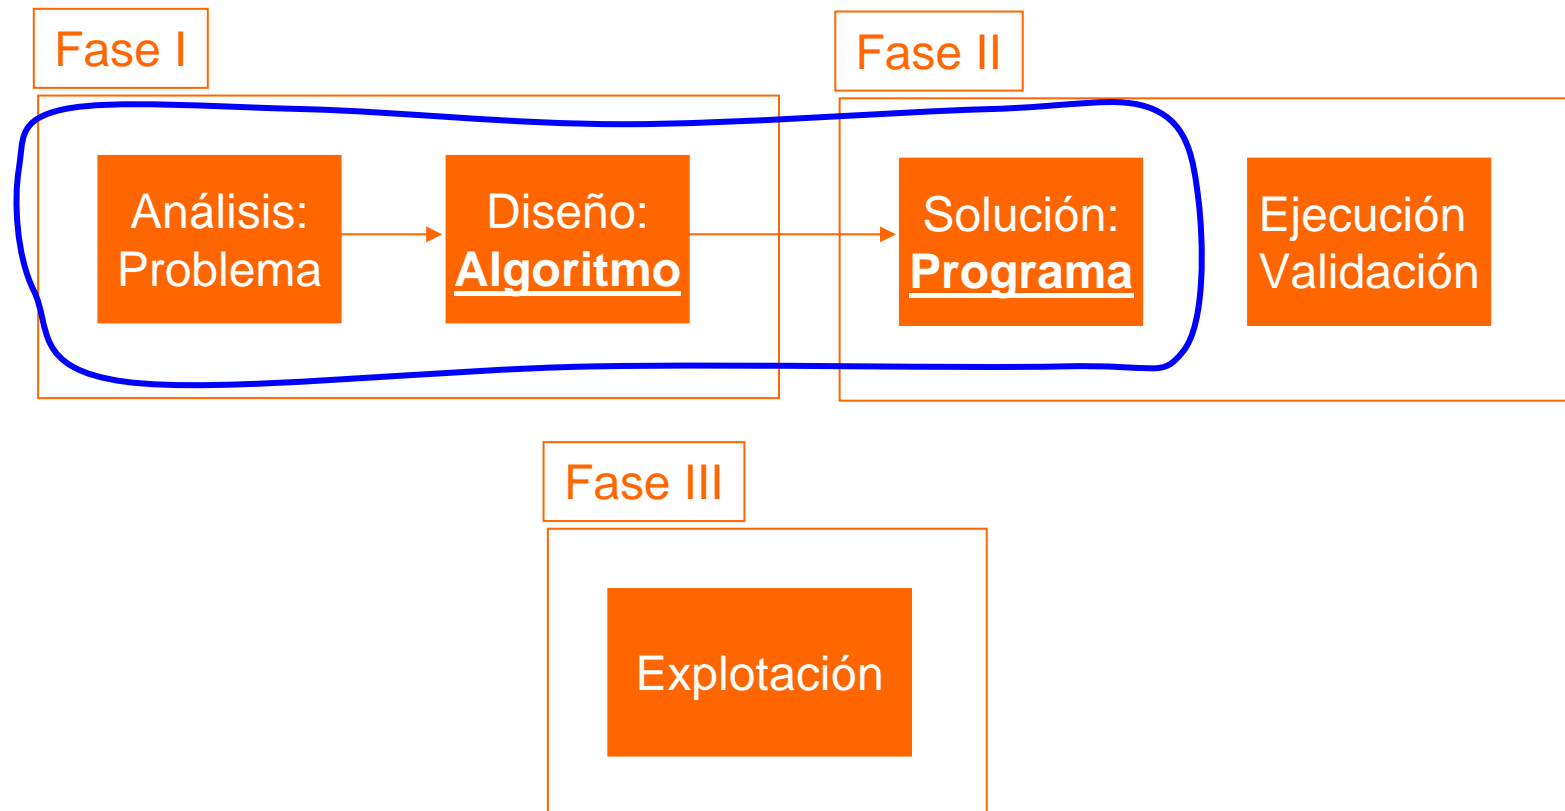 Fase I
Análisis:
Problema
Diseño:
Algoritmo
Fase II
Solución:
Programa
Ejecución
Validación
Fase III
Explotación